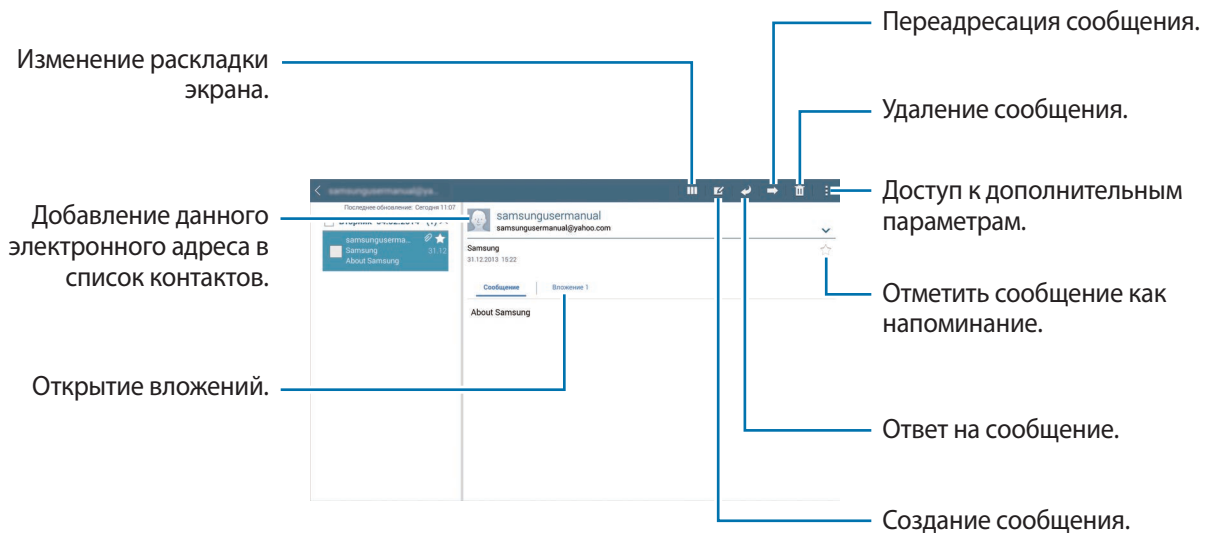 Переадресация сообщения.
Изменение раскладки
экрана.
Удаление сообщения.
Доступ к дополнительным
параметрам.
Добавление данного
электронного адреса в
список контактов.
Последнее обновление: Сегодня 11:07
samsunguserma...
Samsung
31.12
About Samsung
samsungusermanual
samsungusermanual@yahoo.com
Samsung
31.12.2013 15:22
Сообщение
Вложение 1
About Samsung
Отметить сообщение как
напоминание.
Открытие вложений.
Ответ на сообщение.
Создание сообщения.